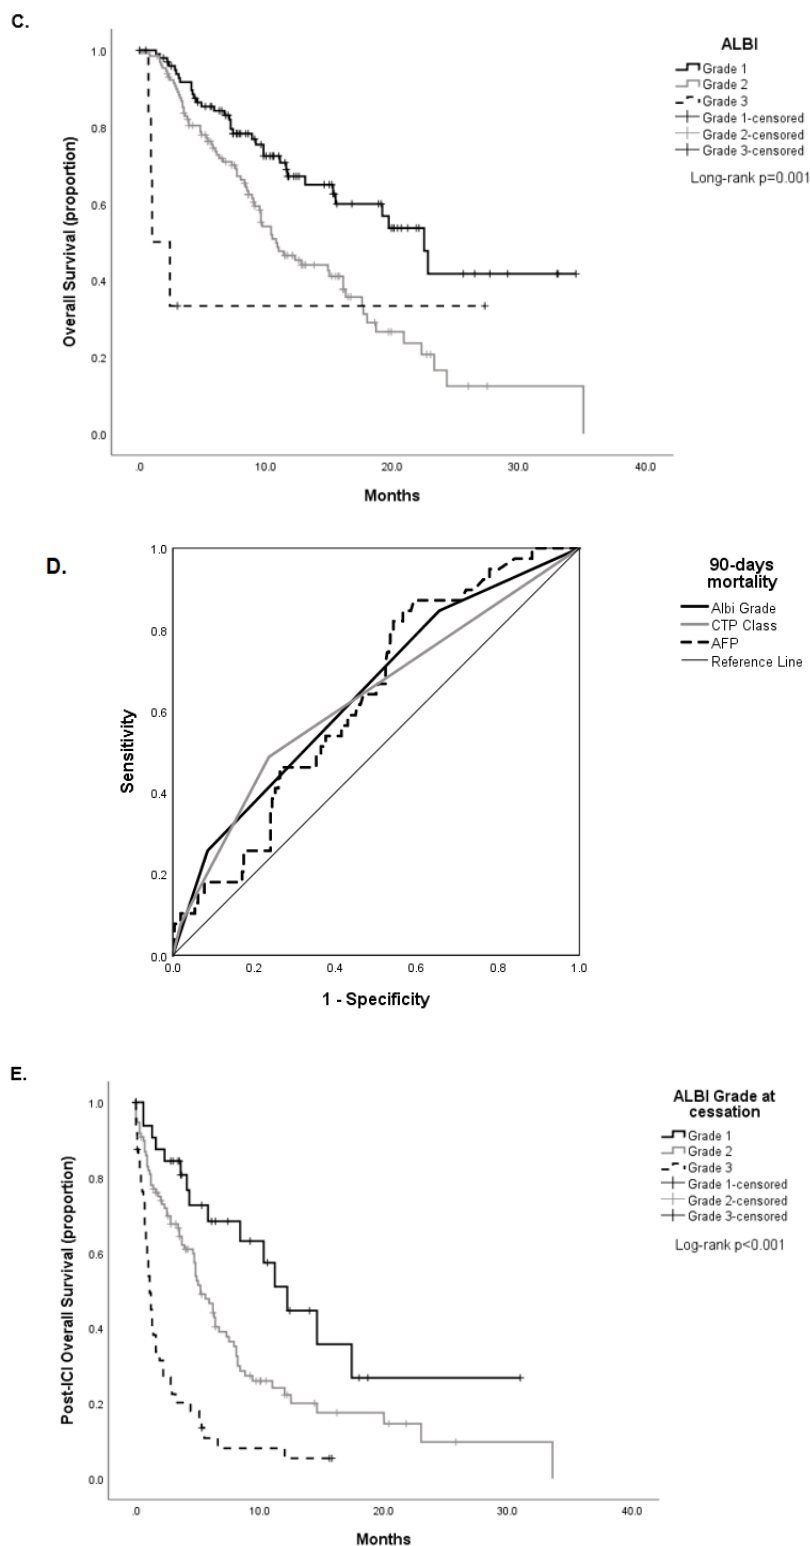 C.
ALBI
Grade 1
Grade 2
Grade 3
Grade 1-censored
Grade 2-censored
Grade 3-censored
Long-rank p=0.001
Overall Survival (proportion)
1.0
0.8
0.6
0.4
0.2
0.0
.0 10.0 20.0 30.0 40.0
Months
D.
90-days
mortality
Albi Grade
CTP Class
AFP
Reference Line
Sensitivity
1.0
0.8
0.6
0.4
0.2
0.0
0.0 0.2 0.4 0.6 0.8 1.0
1 - Specificity
E.
ALBI Grade at
cessation
Grade 1
Grade 2
Grade 3
Grade 1-censored
Grade 2-censored
Grade 3-censored
Log-rank p<0.001
Post-ICI Overall Survival (proportion)
1.0
0.8
0.6
0.4
0.2
0.0
.0 10.0 20.0 30.0 40.0
Months